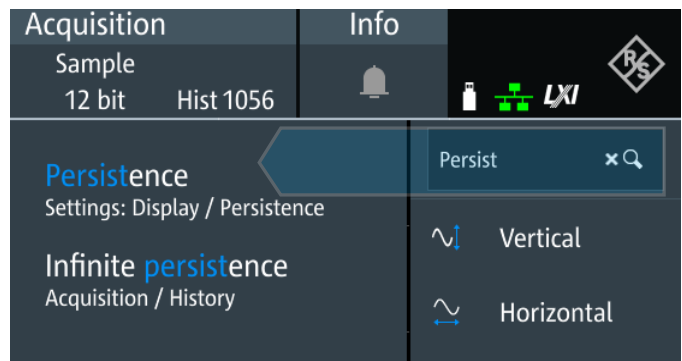 Acquisition
Info
Sample
12 bit Hist 1056
R&S
LXI
Persist
Persistence
Settings: Display / Persistence
Infinite persistence
Acquisition / History
Vertical
Horizontal